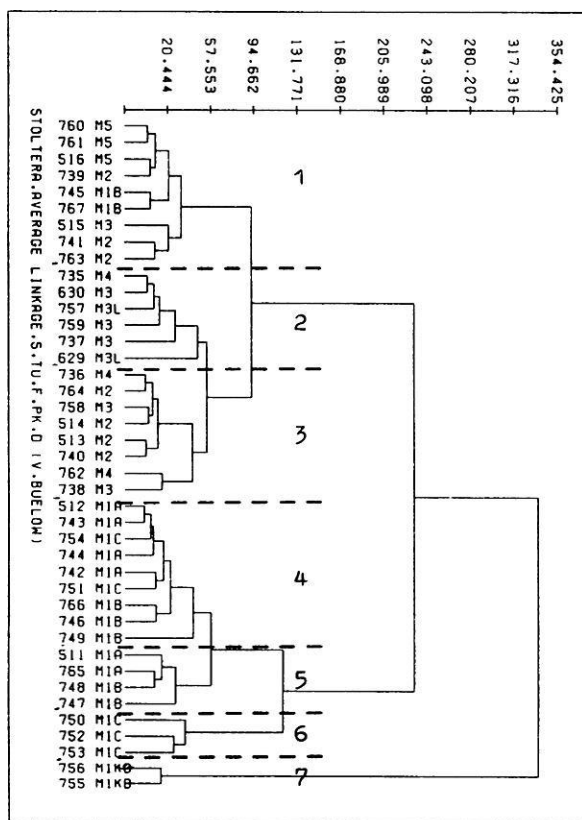 20.444
57.553
94.662
131.771
168.880
205.989
243.098
280.207
317.316
354.425
STOLTERA.AVERAGE LINKAGE.S.TU.F.PK.D (V.BUELOW)
760 M5
761 M5
516 M5
739 M2
745 M1B
767 M1B
515 M3
741 M2
763 M2
1
735 M4
630 M3
757 M3L
759 M3
737 M3
629 M3L
2
736 M4
764 M2
758 M3
514 M2
513 M2
740 M2
762 M4
738 M3
3
512 M1A
743 M1A
754 M1C
744 M1A
742 M1A
751 M1C
766 M1B
746 M1B
749 M1B
4
511 M1A
765 M1A
748 M1B
747 M1B
5
750 M1C
752 M1C
753 M1C
6
756
755 M1KB
7